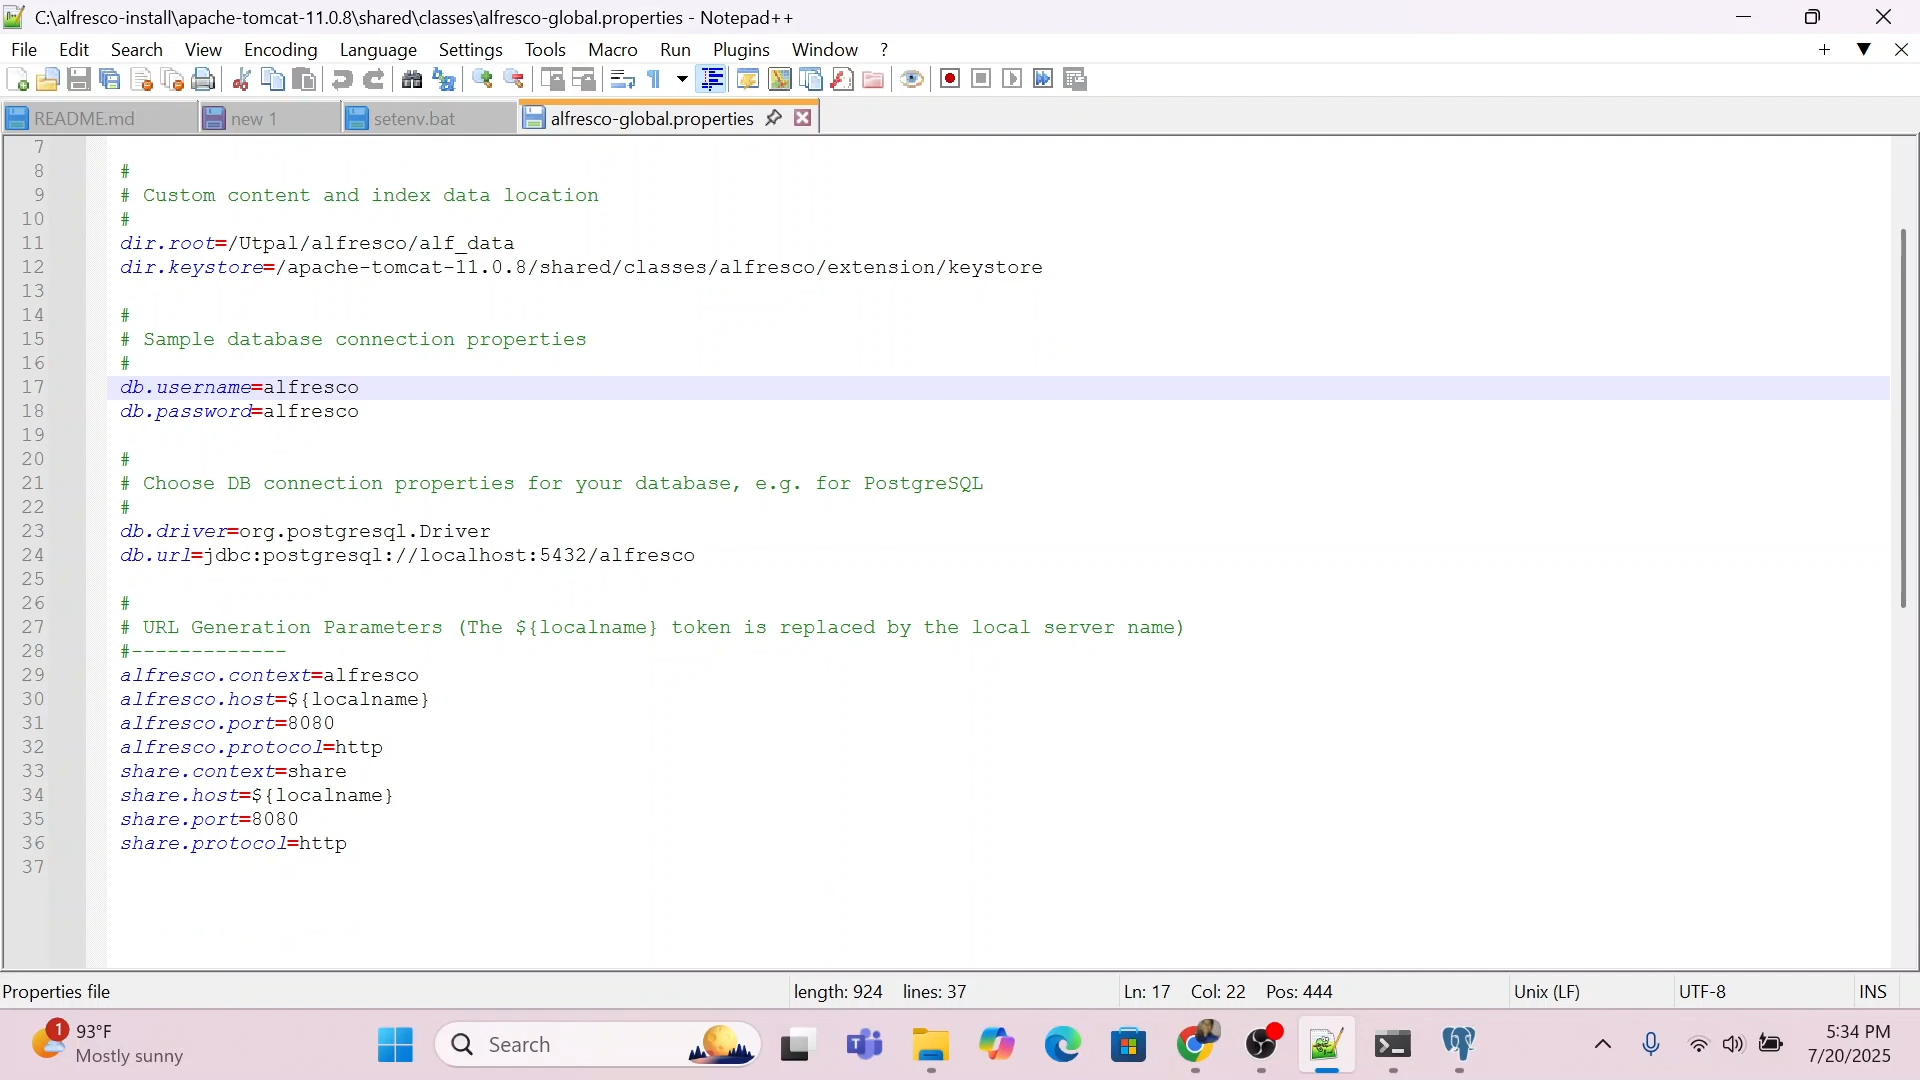 C:\alfresco-install\apache-tomcat-11.0.8\shared\classes\alfresco-global.properties - Notepad++
File Edit Search View Encoding Language Settings Tools Macro Run Plugins Window ?
README.md new 1 setenv.bat alfresco-global.properties
7
8 #
9 # Custom content and index data location
10 #
11 dir.root=/Utpal/alfresco/alf_data
12 dir.keystore=/apache-tomcat-11.0.8/shared/classes/alfresco/extension/keystore
13
14 #
15 # Sample database connection properties
16 #
17 db.username=alfresco
18 db.password=alfresco
19
20 #
21 # Choose DB connection properties for your database, e.g. for PostgreSQL
22 #
23 db.driver=org.postgresql.Driver
24 db.url=jdbc:postgresql://localhost:5432/alfresco
25
26 #
27 # URL Generation Parameters (The ${localname} token is replaced by the local server name)
28 #-------------
29 alfresco.context=alfresco
30 alfresco.host=${localname}
31 alfresco.port=8080
32 alfresco.protocol=http
33 share.context=share
34 share.host=${localname}
35 share.port=8080
36 share.protocol=http
37
Properties file length: 924 lines: 37 Ln: 17 Col: 22 Pos: 444 Unix (LF) UTF-8 INS
1 93°F
Mostly sunny
Search
5:34 PM
7/20/2025